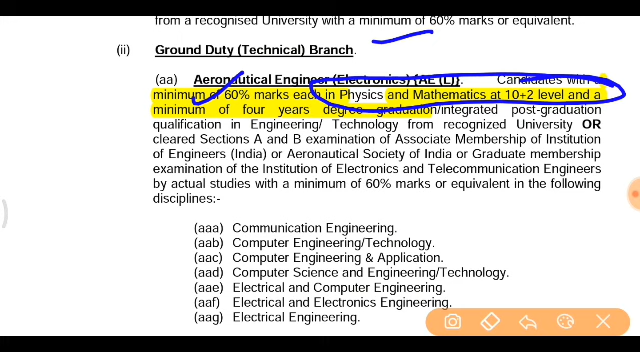 from a recognised University with a minimum of 60% marks or equivalent.
(ii) Ground Duty (Technical) Branch.
(aa) Aeronautical Engineer (Electronics) {AE (L)}. Candidates with a
minimum of 60% marks each in Physics and Mathematics at 10+2 level and a
minimum of four years degree graduation/integrated post-graduation
qualification in Engineering/ Technology from recognized University OR
cleared Sections A and B examination of Associate Membership of Institution
of Engineers (India) or Aeronautical Society of India or Graduate membership
examination of the Institution of Electronics and Telecommunication Engineers
by actual studies with a minimum of 60% marks or equivalent in the following
disciplines:-
(aaa) Communication Engineering.
(aab) Computer Engineering/Technology.
(aac) Computer Engineering & Application.
(aad) Computer Science and Engineering/Technology.
(aae) Electrical and Computer Engineering.
(aaf) Electrical and Electronics Engineering.
(aag) Electrical Engineering.